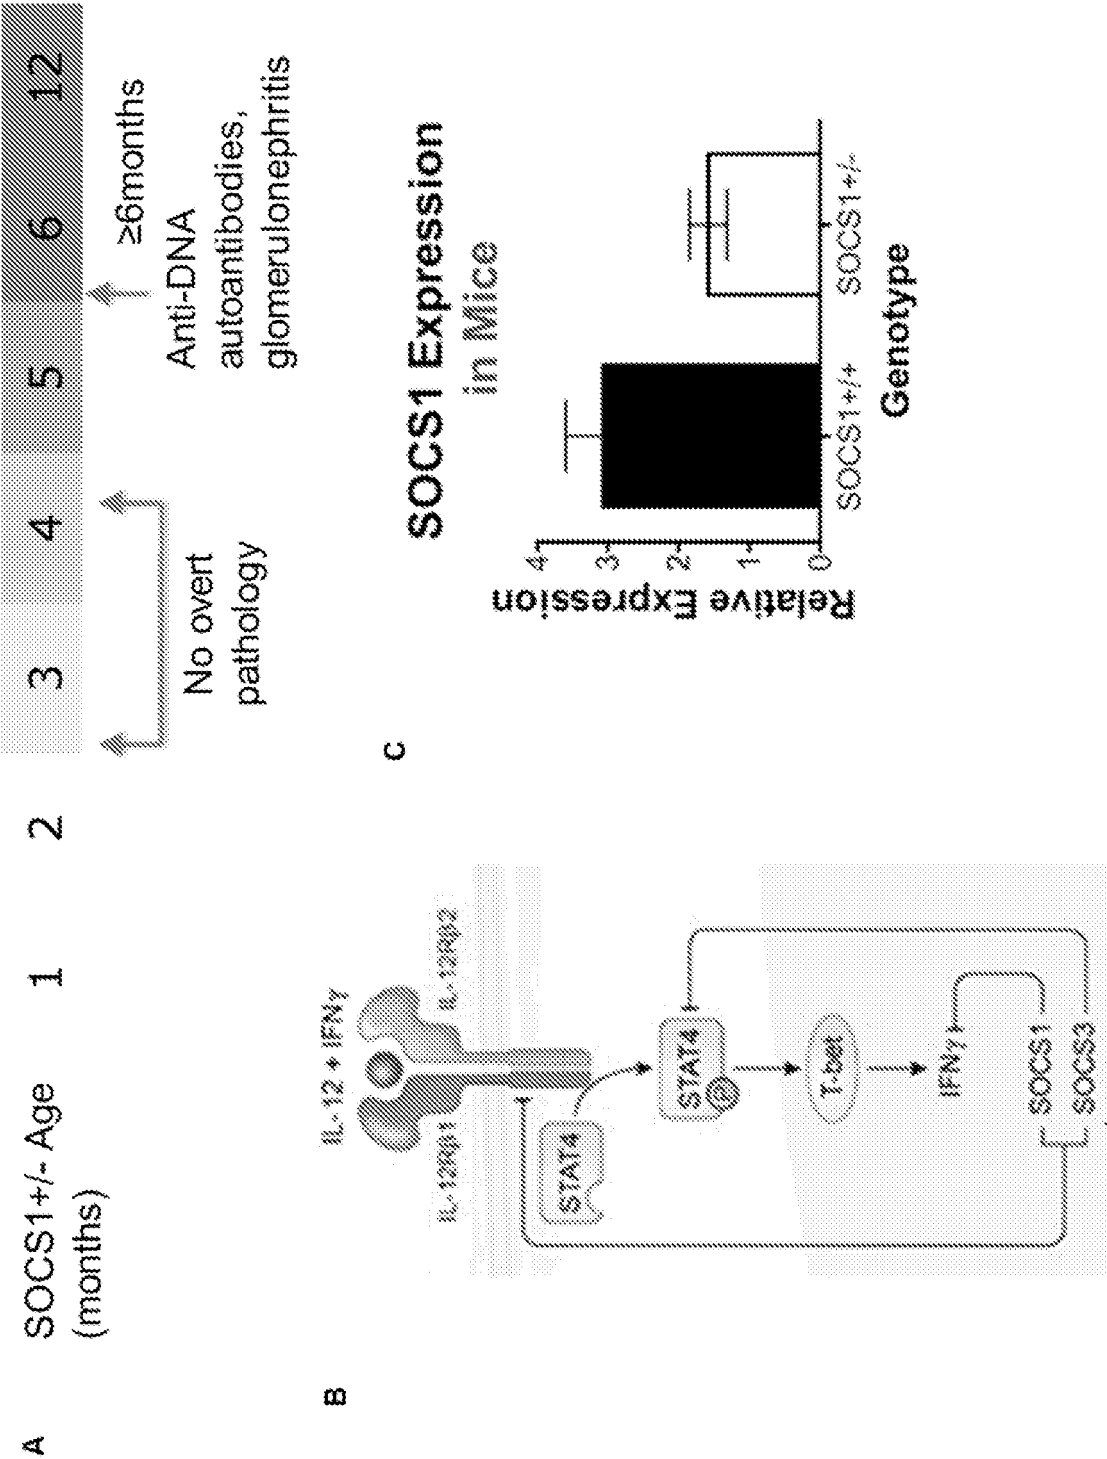 A
SOCS1+/- Age
(months)
1
2
3
4
5
6
12
No overt
pathology
≥6months
Anti-DNA
autoantibodies,
glomerulonephritis
B
IL-12 + IFNγ
IL-12Rβ1
IL-12Rβ2
STAT4
STAT4
P
T-bet
IFNγ
SOCS1
SOCS3
C
SOCS1 Expression
in Mice
Relative Expression
4
3
2
1
0
SOCS1+/+
SOCS1+/-
Genotype